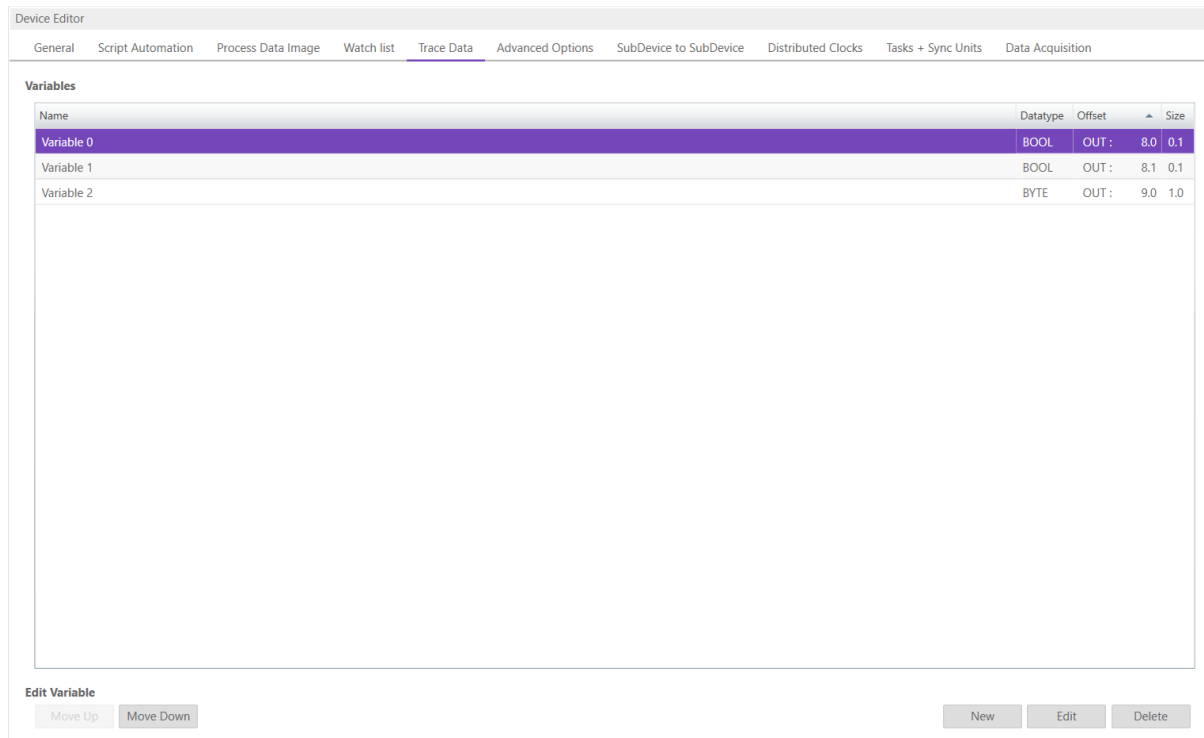 Device Editor
General Script Automation Process Data Image Watch list Trace Data Advanced Options SubDevice to SubDevice Distributed Clocks Tasks + Sync Units Data Acquisition
Variables
Name Datatype Offset Size
Variable 0 BOOL OUT : 8.0 0.1
Variable 1 BOOL OUT : 8.1 0.1
Variable 2 BYTE OUT : 9.0 1.0
Edit Variable
Move Up Move Down New Edit Delete